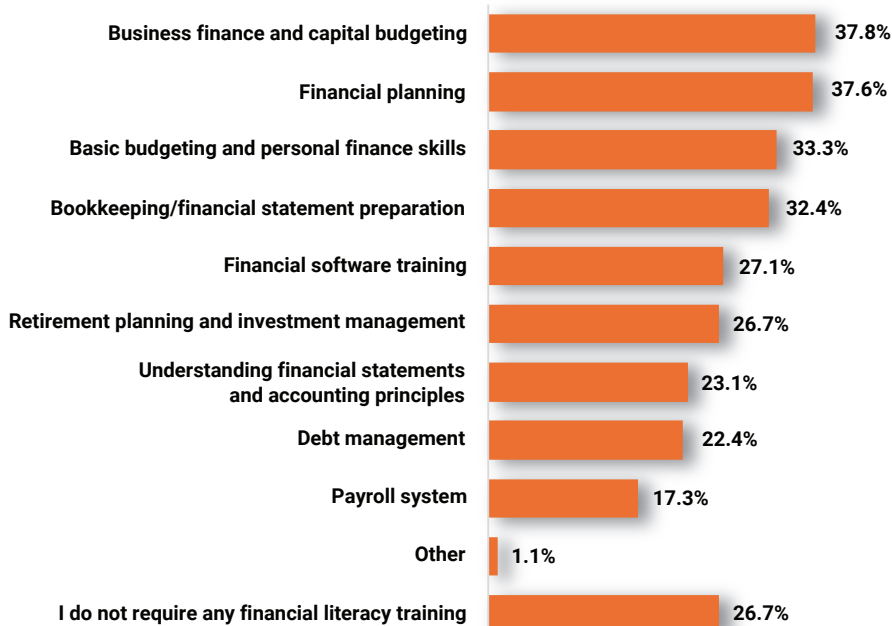 Business finance and capital budgeting 37.8%
Financial planning 37.6%
Basic budgeting and personal finance skills 33.3%
Bookkeeping/financial statement preparation 32.4%
Financial software training 27.1%
Retirement planning and investment management 26.7%
Understanding financial statements
and accounting principles 23.1%
Debt management 22.4%
Payroll system 17.3%
Other 1.1%
I do not require any financial literacy training 26.7%